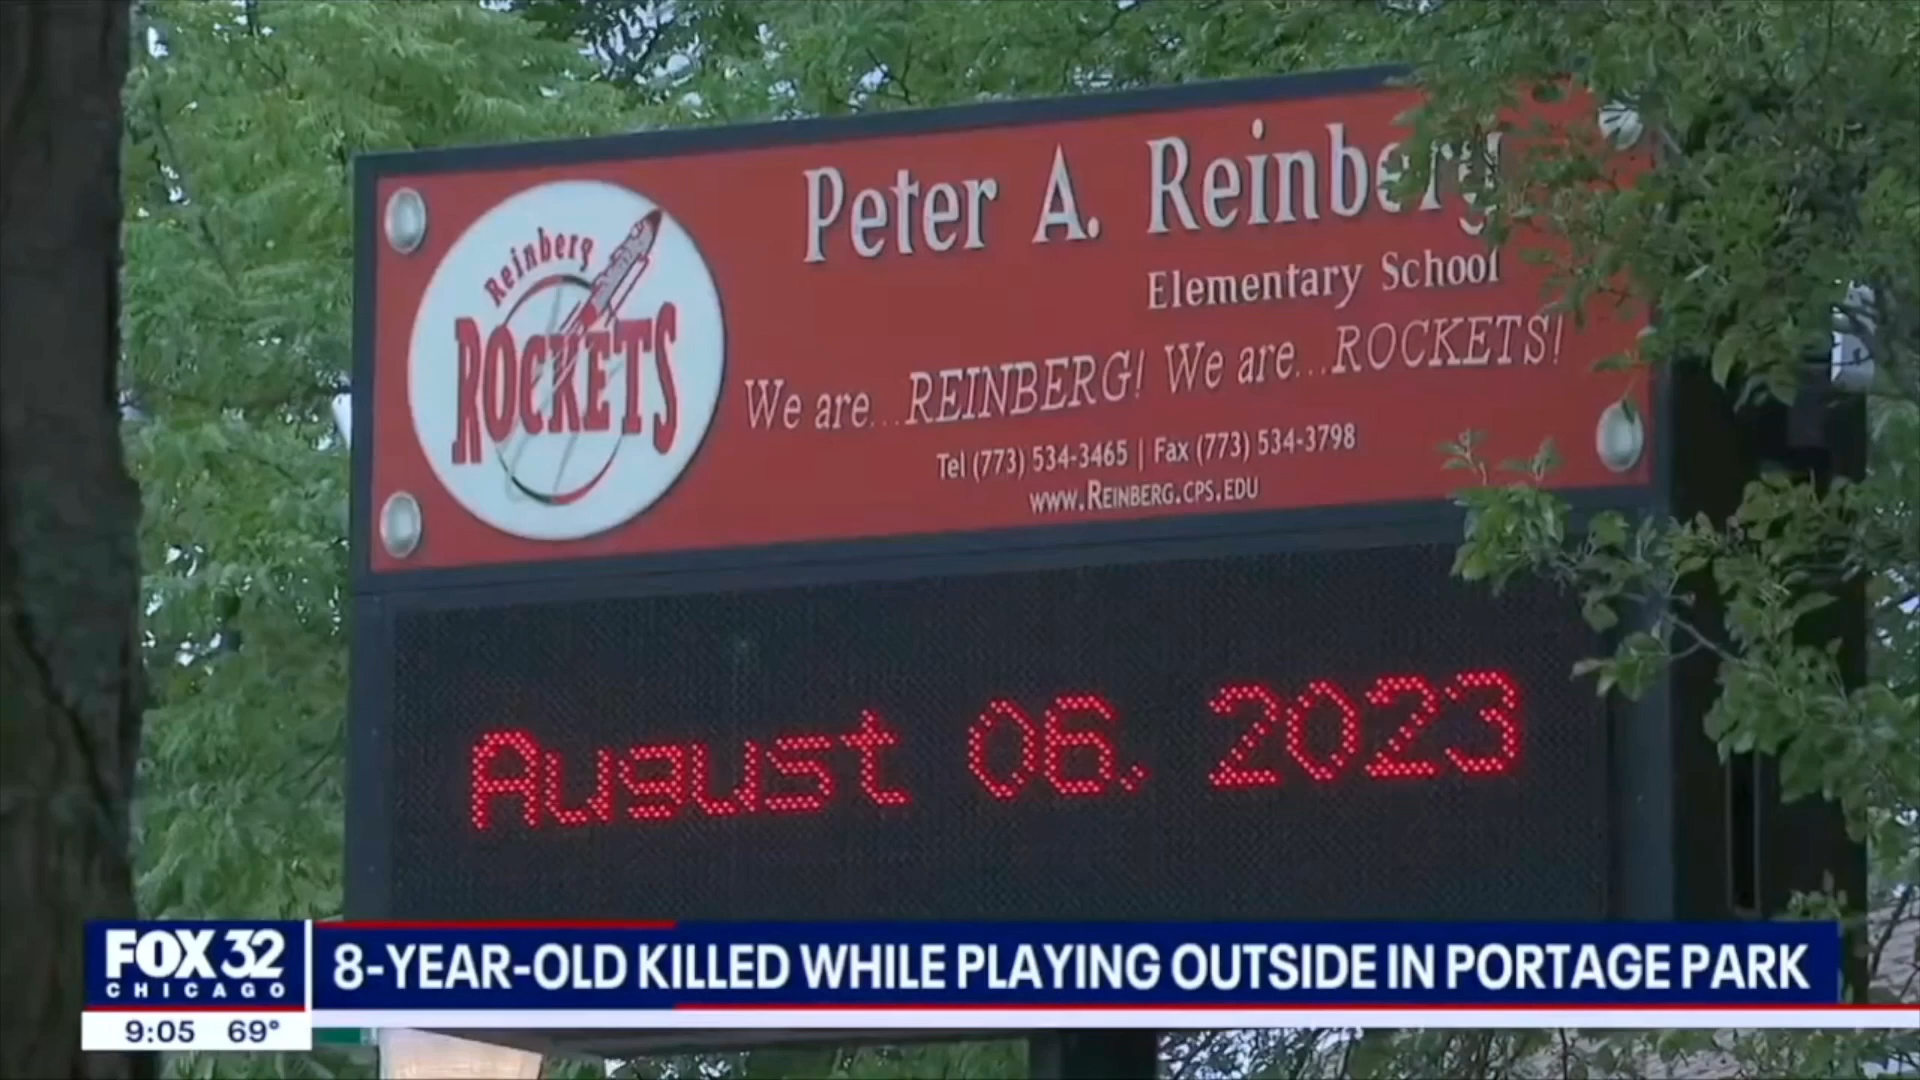 Peter A. Reinberg
Elementary School
Reinberg
ROCKETS
We are...REINBERG! We are...ROCKETS!
Tel (773) 534-3465 | Fax (773) 534-3798
www.REINBERG.CPS.EDU
August 06, 2023
FOX 32
CHICAGO
8-YEAR-OLD KILLED WHILE PLAYING OUTSIDE IN PORTAGE PARK
9:05 69°